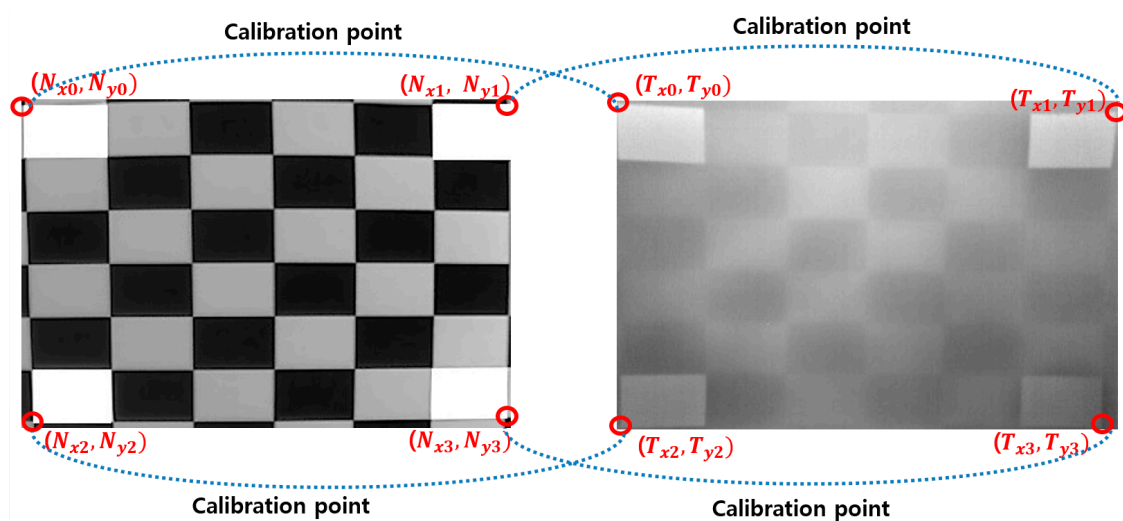 Calibration point
Calibration point
(N_x0, N_y0)
(N_x1, N_y1)
(T_x0, T_y0)
(T_x1, T_y1)
(N_x2, N_y2)
(N_x3, N_y3)
(T_x2, T_y2)
(T_x3, T_y3)
Calibration point
Calibration point